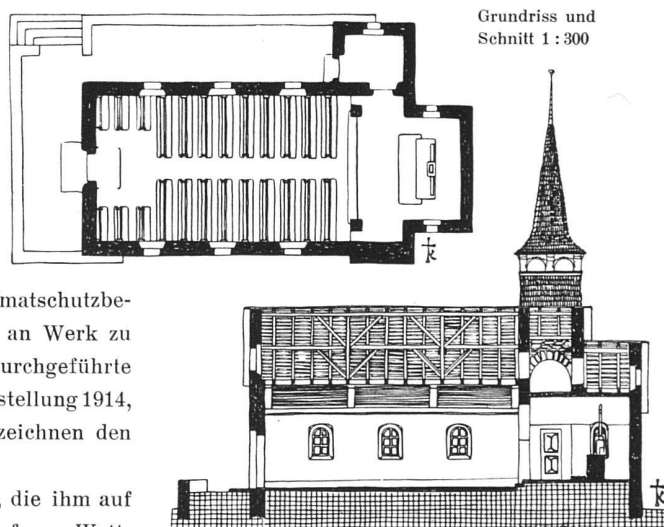 Grundriss und
Schnitt 1 : 300
matschutzbe-
an Werk zu
urchgeführte
stellung 1914,
zeichnen den
die ihm auf